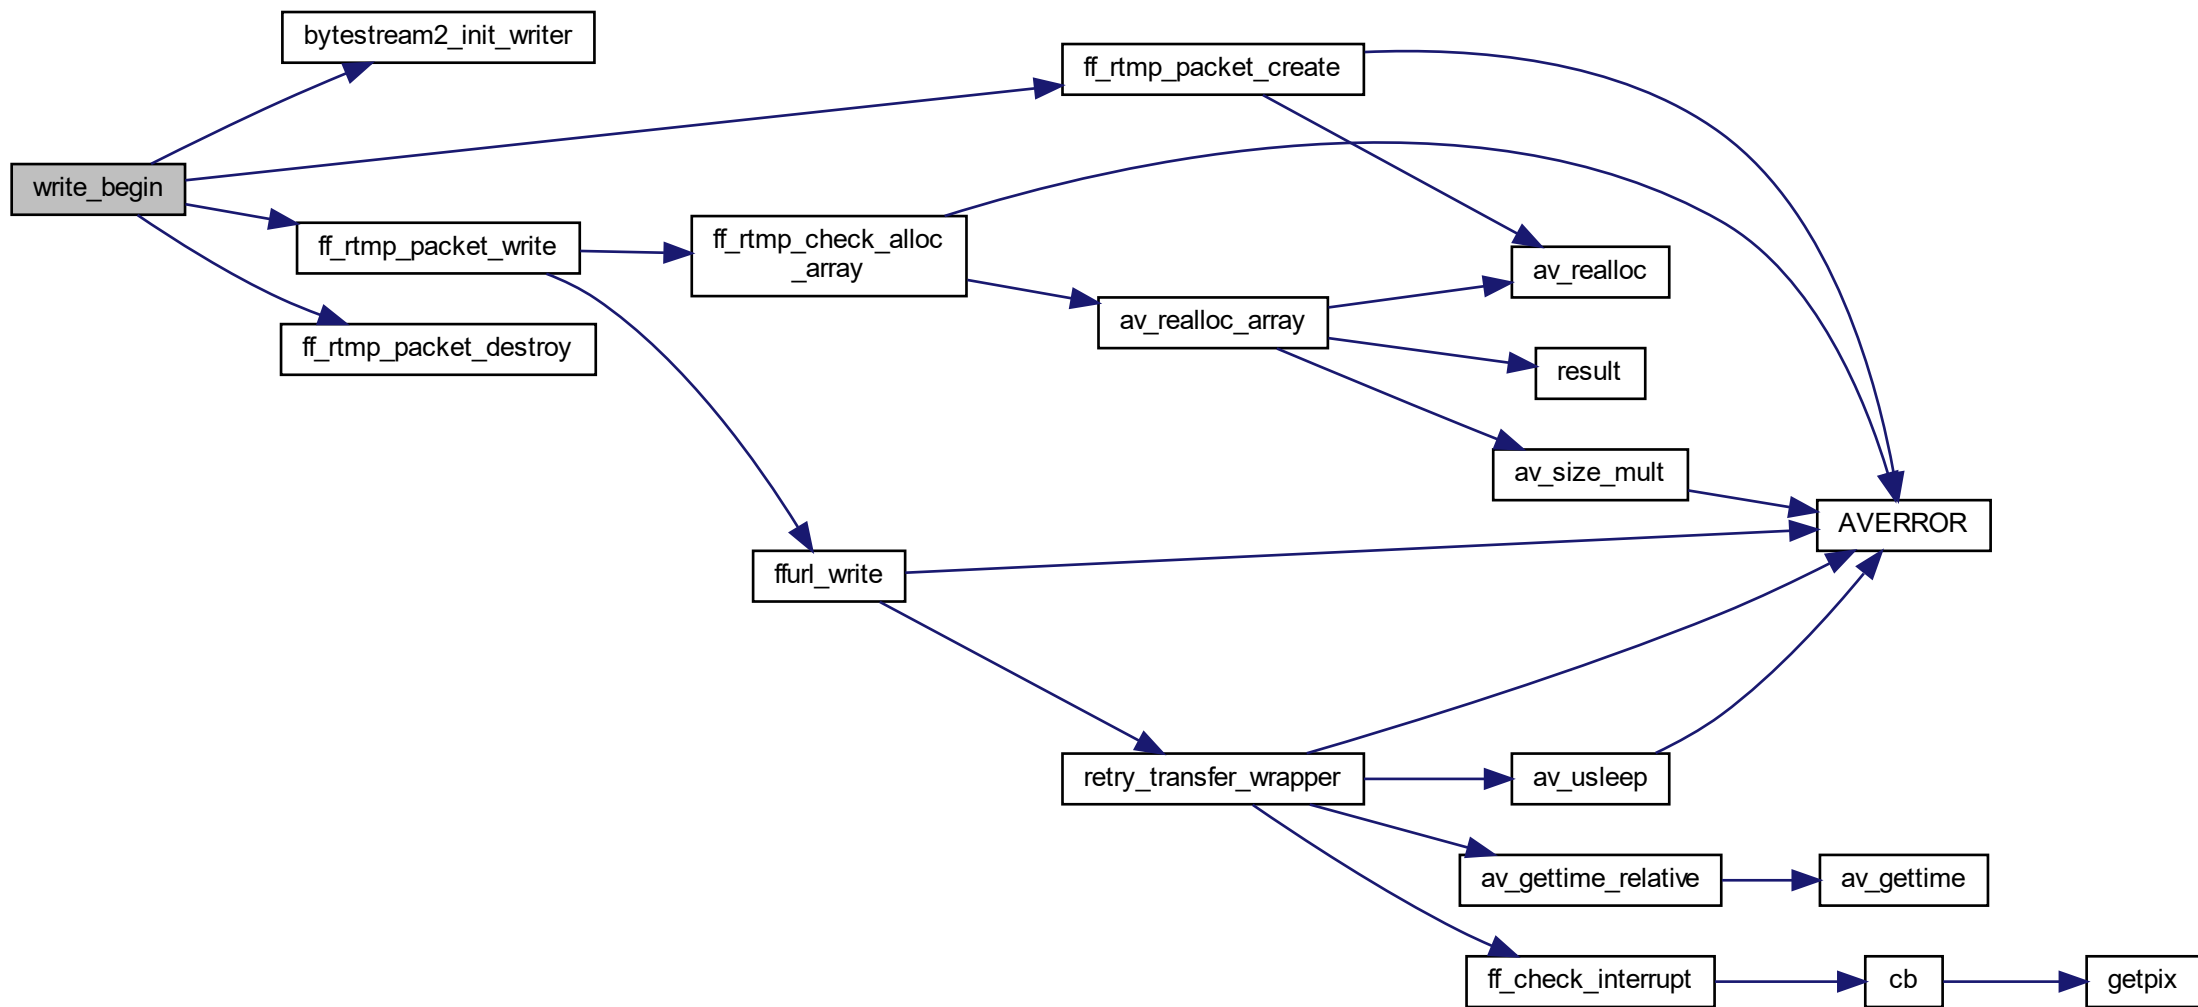 bytestream2_init_writer
ff_rtmp_packet_create
write_begin
ff_rtmp_packet_write
ff_rtmp_check_alloc
_array
av_realloc
av_realloc_array
ff_rtmp_packet_destroy
result
av_size_mult
AVERROR
ffurl_write
retry_transfer_wrapper
av_usleep
av_gettime_relative
av_gettime
ff_check_interrupt
cb
getpix